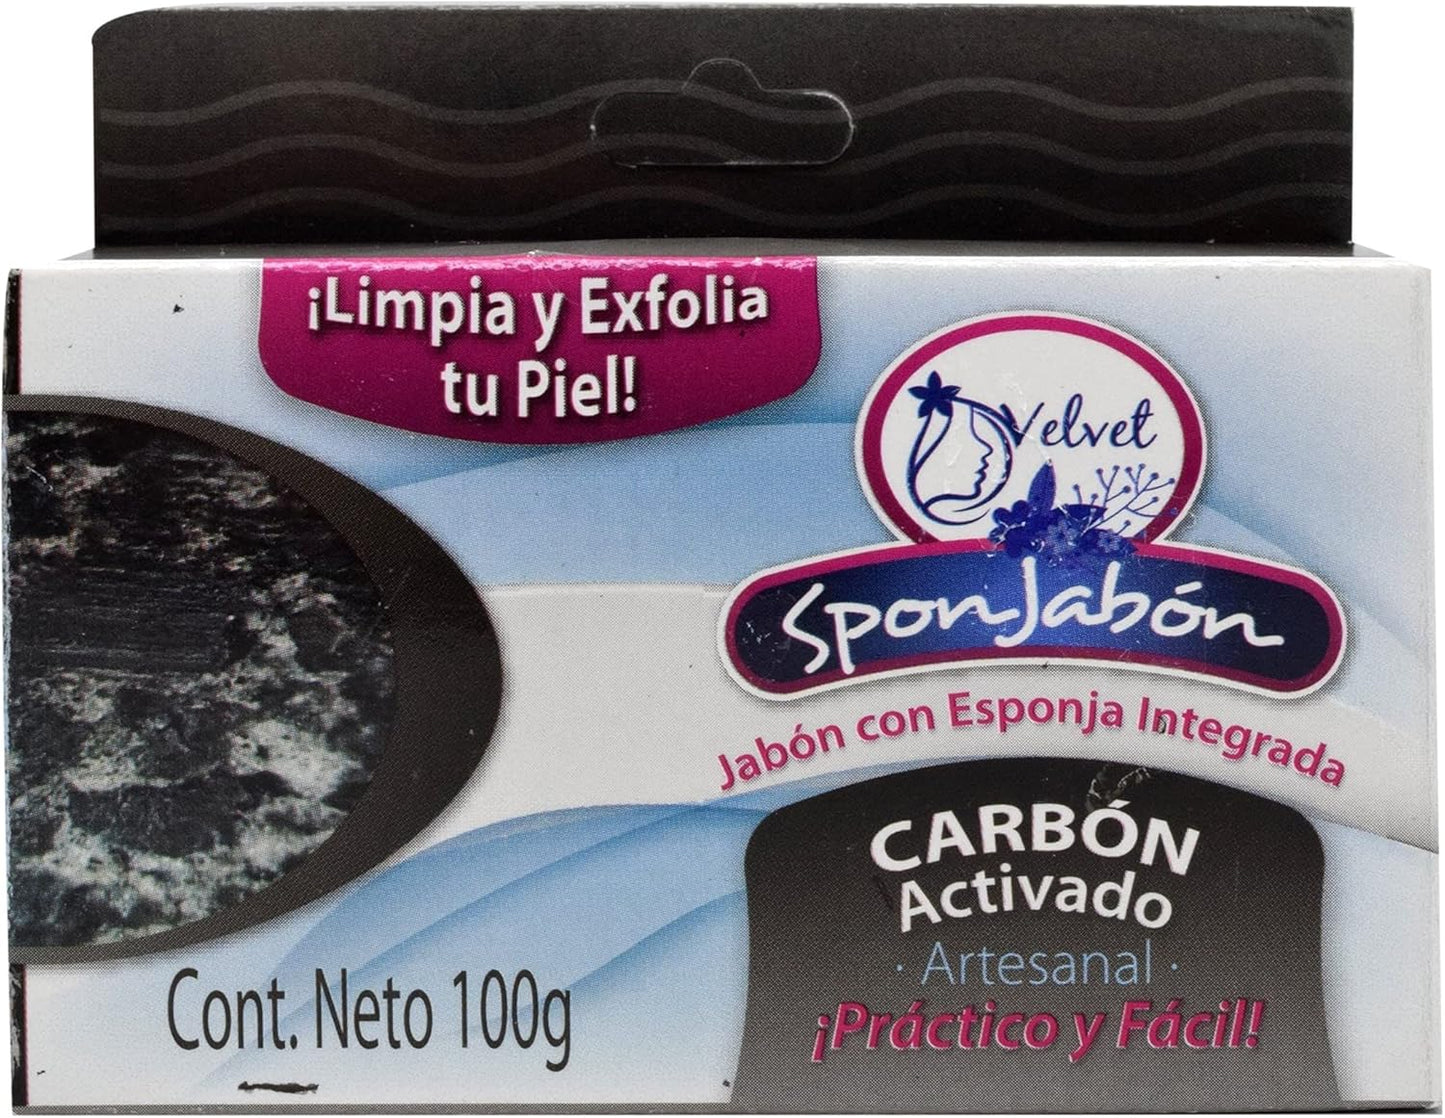 ¡Limpia y Exfolia
tu Piel!
Velvet
SponJabón
Jabón con Esponja Integrada
CARBÓN
Activado
· Artesanal ·
¡Práctico y Fácil!
Cont. Neto 100g